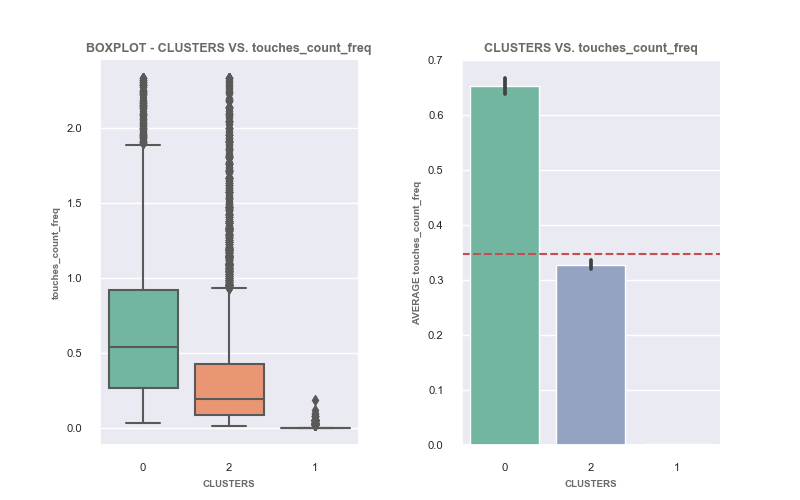 BOXPLOT - CLUSTERS VS. touches_count_freq
touches_count_freq
2.0
1.5
1.0
0.5
0.0
0 2 1
CLUSTERS
CLUSTERS VS. touches_count_freq
AVERAGE touches_count_freq
0.7
0.6
0.5
0.4
0.3
0.2
0.1
0.0
0 2 1
CLUSTERS